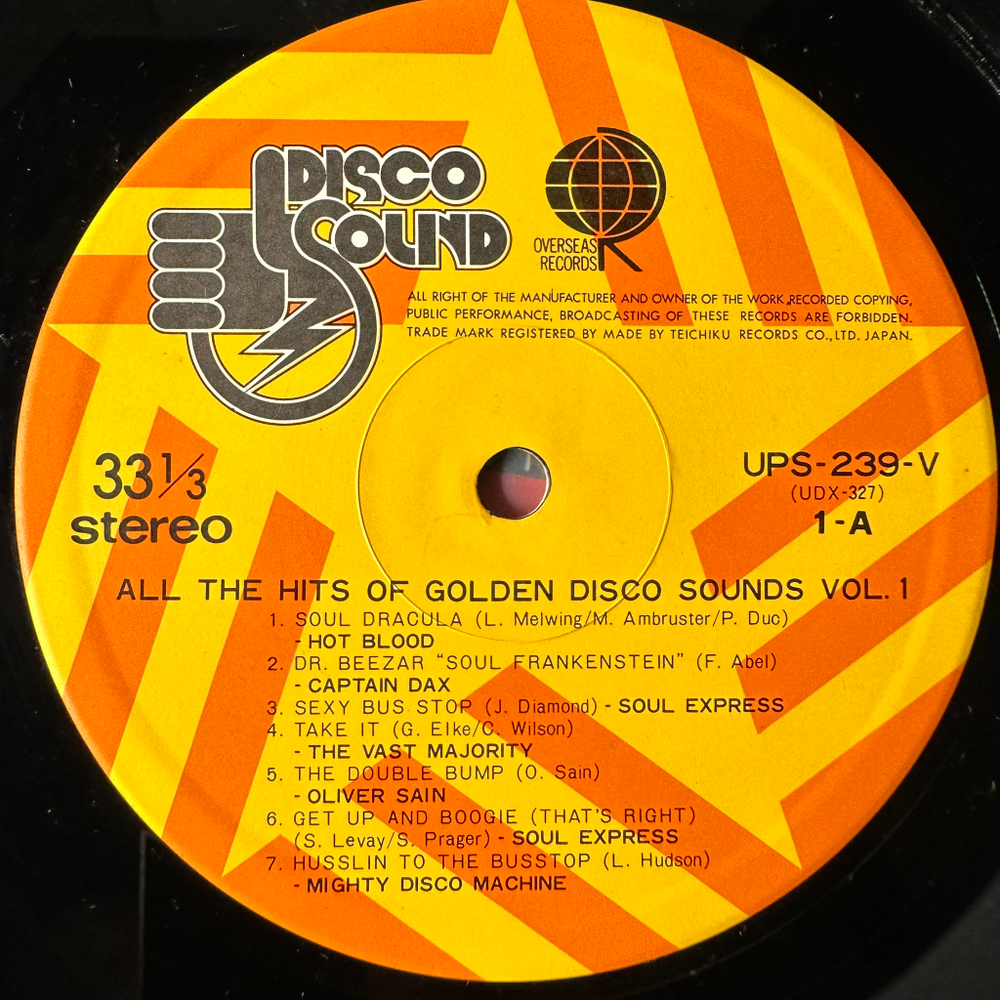 DISCO
SOUND
OVERSEAS
RECORDS
ALL RIGHT OF THE MANUFACTURER AND OWNER OF THE WORK RECORDED COPYING,
PUBLIC PERFORMANCE, BROADCASTING OF THESE RECORDS ARE FORBIDDEN.
TRADE MARK REGISTERED BY MADE BY TEICHIKU RECORDS CO., LTD. JAPAN.
33 1/3
stereo
UPS-239-V
(UDX-327)
1-A
ALL THE HITS OF GOLDEN DISCO SOUNDS VOL. 1
1. SOUL DRACULA (L. Melwing/M. Ambruster/P. Duc)
- HOT BLOOD
2. DR. BEEZAR "SOUL FRANKENSTEIN" (F. Abel)
- CAPTAIN DAX
3. SEXY BUS STOP (J. Diamond) - SOUL EXPRESS
4. TAKE IT (G. Elke/C. Wilson)
- THE VAST MAJORITY
5. THE DOUBLE BUMP (O. Sain)
- OLIVER SAIN
6. GET UP AND BOOGIE (THAT'S RIGHT)
(S. Levay/S. Prager) - SOUL EXPRESS
7. HUSSLIN TO THE BUSSTOP (L. Hudson)
- MIGHTY DISCO MACHINE